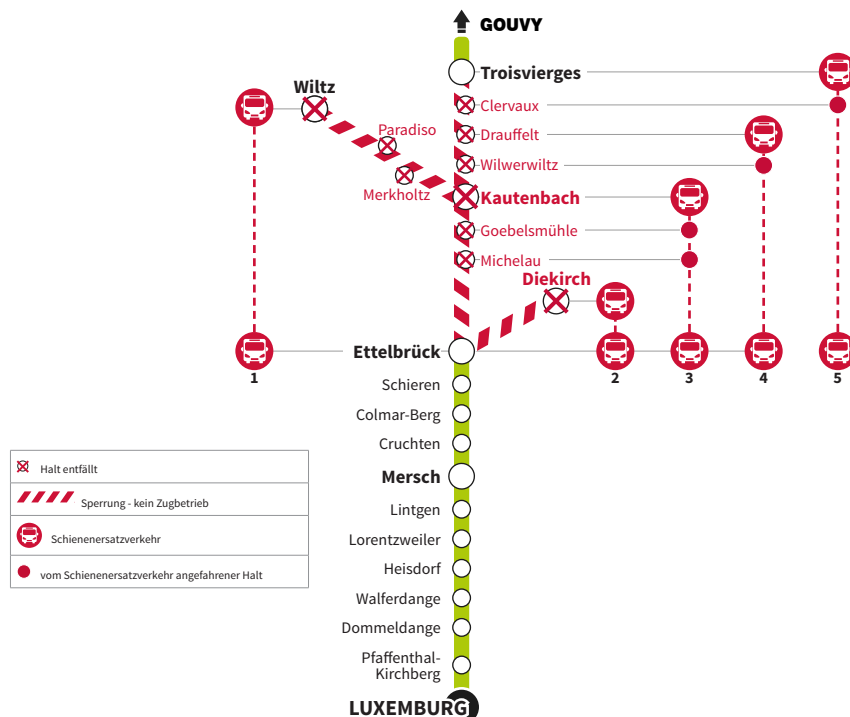 GOUVY
Troisvierges
Wiltz
Clervaux
Paradiso
Drauffelt
Wilwerwiltz
Merkholtz
Kautenbach
Goebelsmühle
Michelau
Diekirch
Ettelbrück
1
2
3
4
5
Schieren
Colmar-Berg
Cruchten
Mersch
Lintgen
Lorentzweiler
Heisdorf
Walferdange
Dommeldange
Pfaffenthal-
Kirchberg
LUXEMBURG
Halt entfällt
Sperrung - kein Zugbetrieb
Schienenersatzverkehr
vom Schienenersatzverkehr angefahrener Halt